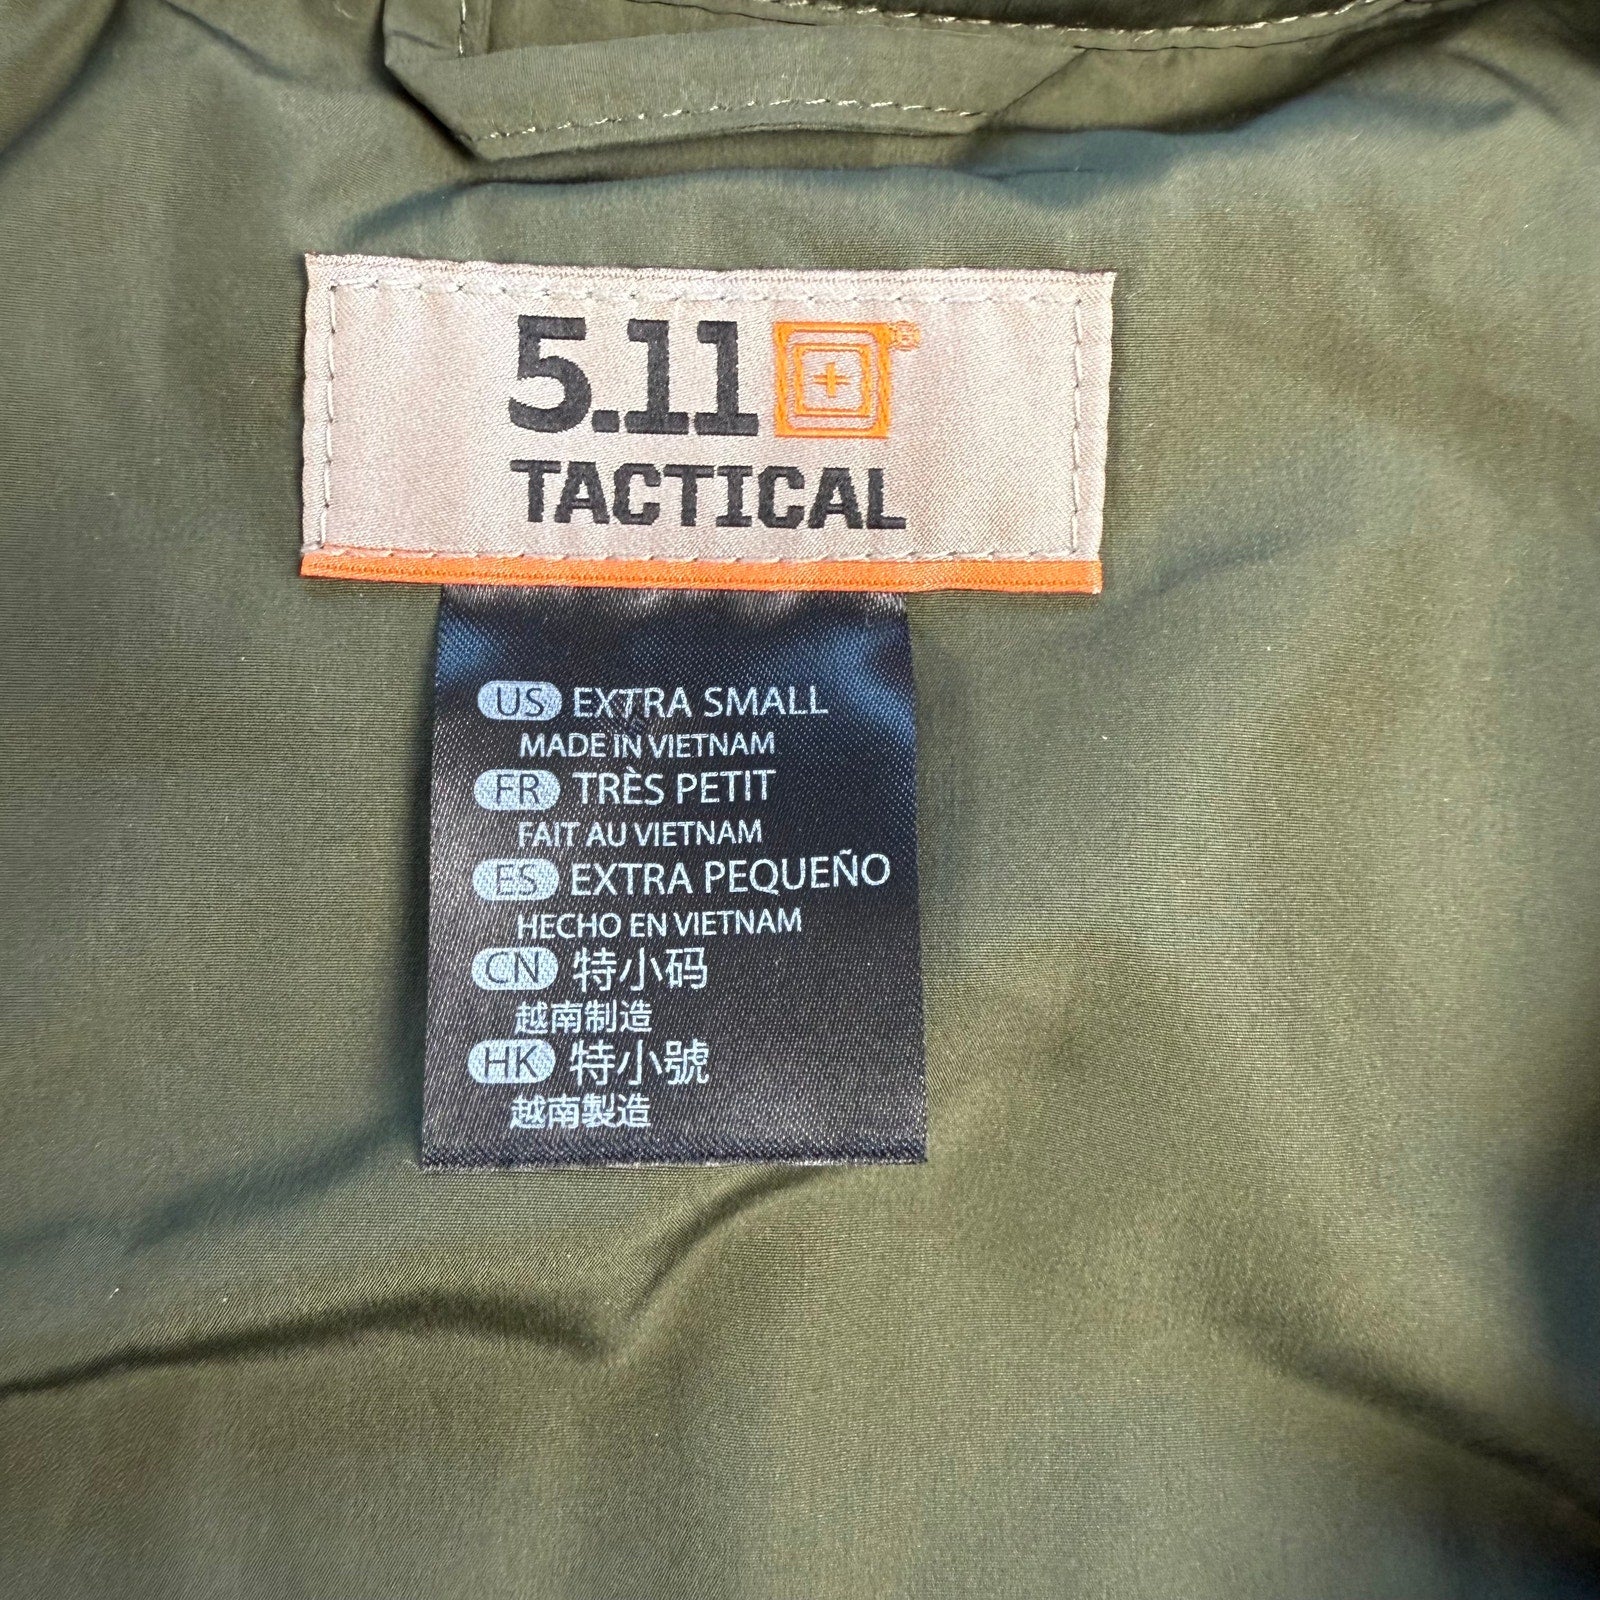 5.11®
TACTICAL
US EXTRA SMALL
MADE IN VIETNAM
FR TRÈS PETIT
FAIT AU VIETNAM
ES EXTRA PEQUEÑO
HECHO EN VIETNAM
CN 特小码
越南制造
HK 特小號
越南製造